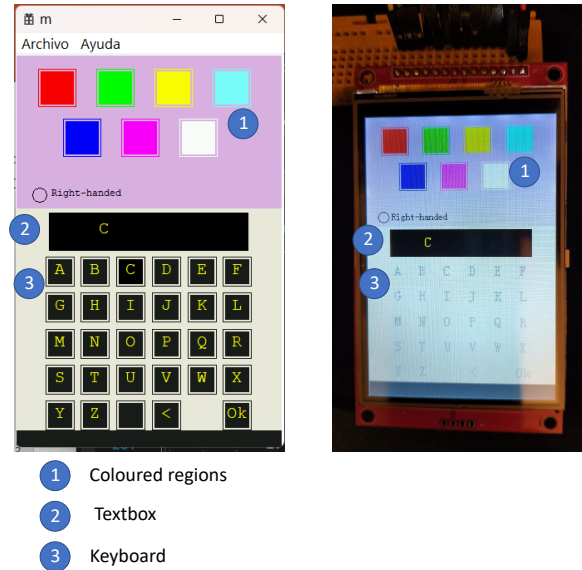 m
Archivo Ayuda
1
Right-handed
2
C
3
A B C D E F
G H I J K L
M N O P Q R
S T U V W X
Y Z < Ok
1
Right-handed
2
C
3
A B C D E F
G H I J K L
M N O P Q R
S T U V W X
Y Z < Ok
1 Coloured regions
2 Textbox
3 Keyboard